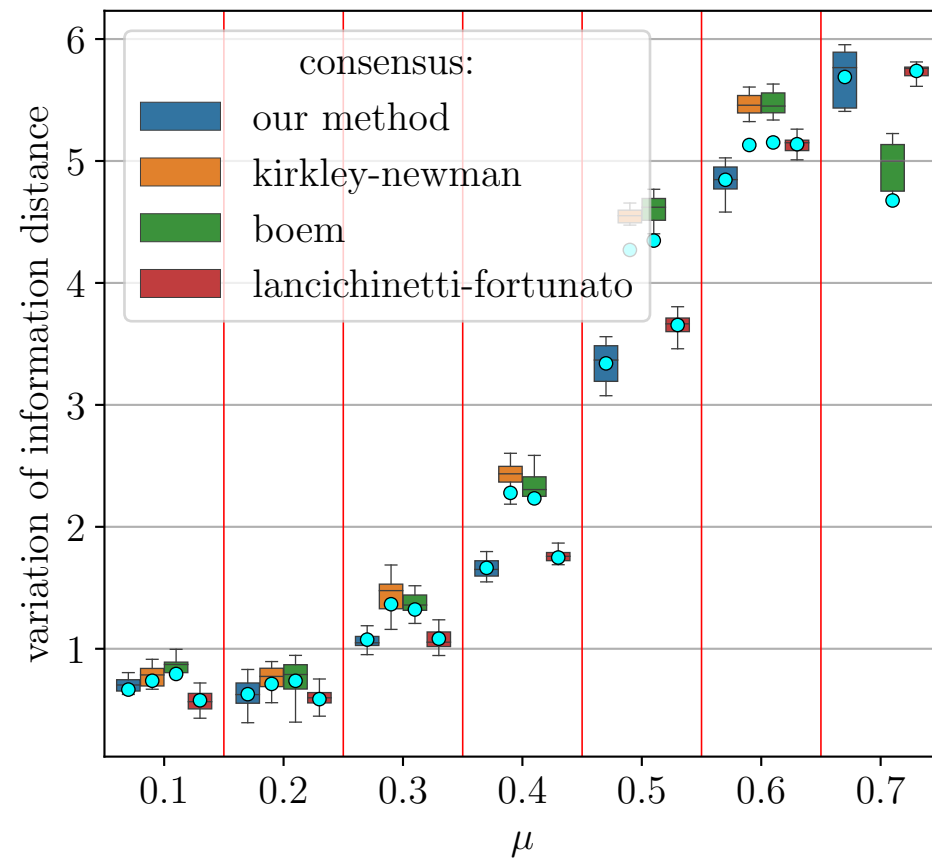 6
5
4
3
2
1
variation of information distance
consensus:
our method
kirkley-newman
boem
lancichinetti-fortunato
0.1 0.2 0.3 0.4 0.5 0.6 0.7
μ